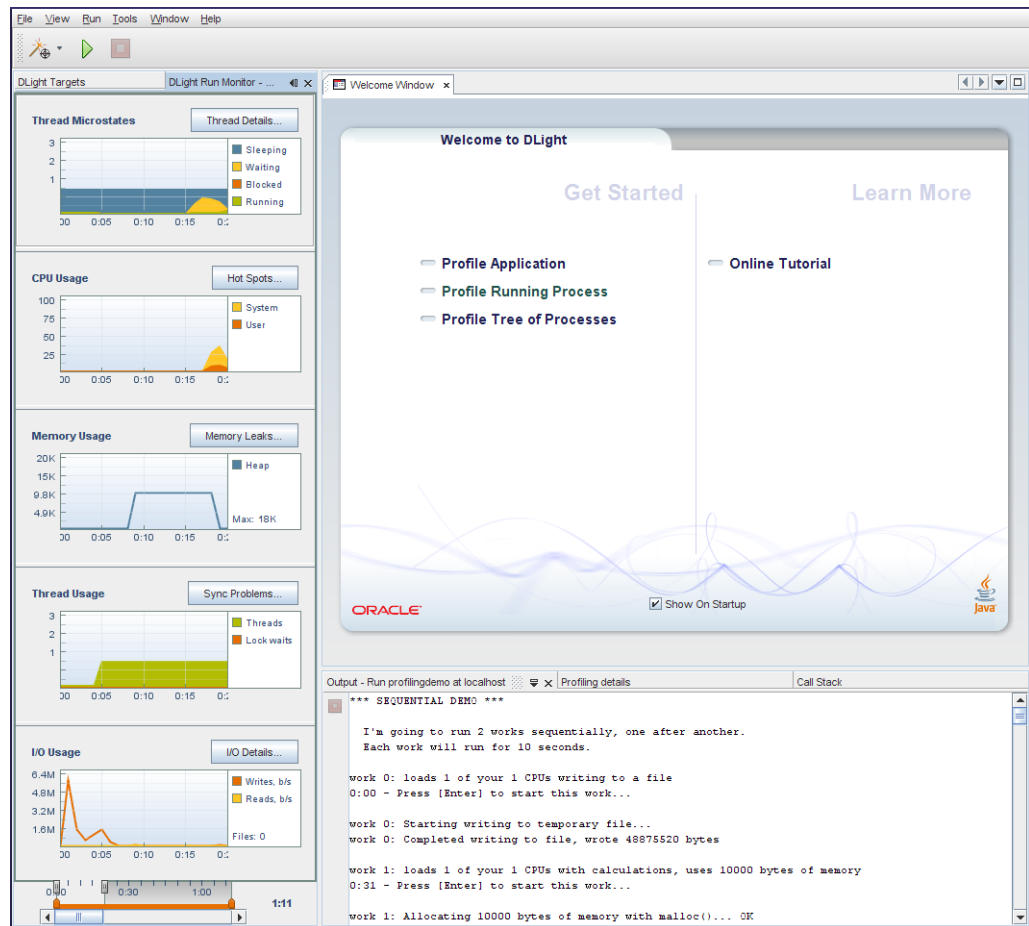 File View Run Tools Window Help
DLight Targets
DLight Run Monitor - ...
Thread Microstates
Thread Details...
3
2
1
Sleeping
Waiting
Blocked
Running
0:05 0:10 0:15
CPU Usage
Hot Spots...
100
75
50
25
System
User
0:05 0:10 0:15
Memory Usage
Memory Leaks...
20K
15K
9.8K
4.9K
Heap
Max: 18K
0:05 0:10 0:15
Thread Usage
Sync Problems...
3
2
1
Threads
Lock waits
0:05 0:10 0:15
I/O Usage
I/O Details...
6.4M
4.8M
3.2M
1.6M
Writes, b/s
Reads, b/s
Files: 0
0:05 0:10 0:15
0:30 1:00
1:11
Welcome Window
Welcome to DLight
Get Started
Learn More
Profile Application
Profile Running Process
Profile Tree of Processes
Online Tutorial
ORACLE
Show On Startup
Java
Output - Run profilingdemo at localhost
Profiling details
Call Stack
*** SEQUENTIAL DEMO ***
I'm going to run 2 works sequentially, one after another.
Each work will run for 10 seconds.
work 0: loads 1 of your 1 CPUs writing to a file
0:00 - Press [Enter] to start this work...
work 0: Starting writing to temporary file...
work 0: Completed writing to file, wrote 48875520 bytes
work 1: loads 1 of your 1 CPUs with calculations, uses 10000 bytes of memory
0:31 - Press [Enter] to start this work...
work 1: Allocating 10000 bytes of memory with malloc()... OK